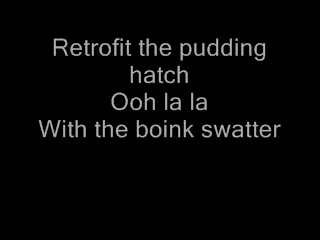 Retrofit the pudding
hatch
Ooh la la
With the boink swatter